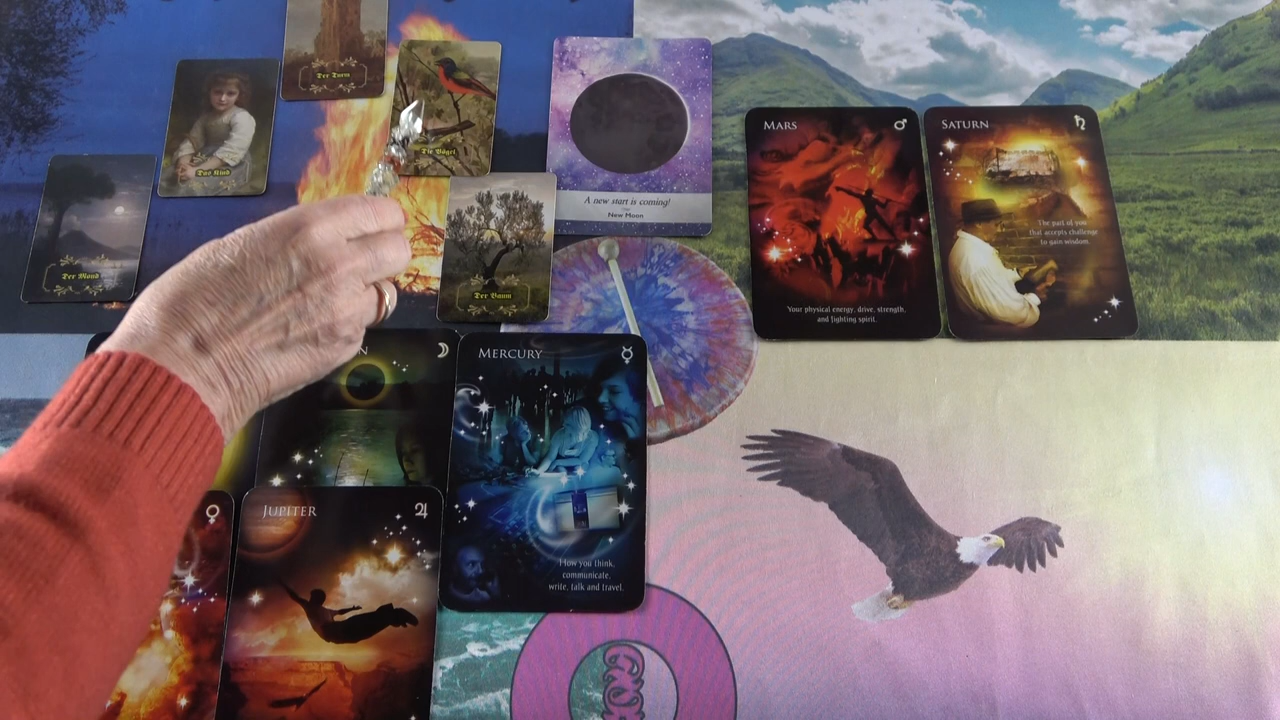 Der Turm
Das Kind
Die Vögel
Der Mond
Der Baum
A new start is coming!
New Moon
MARS
Your physical energy, drive, strength,
and fighting spirit.
SATURN
The part of you
that accepts challenge
to gain wisdom.
MERCURY
How you think,
communicate,
write, talk and travel.
JUPITER